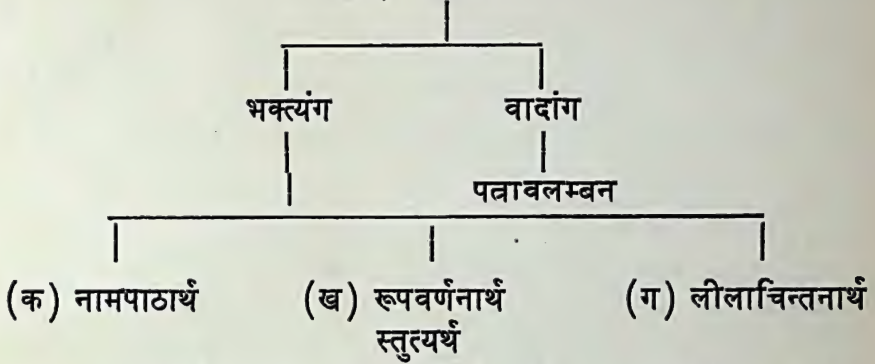 भक्त्यंग वादांग
पत्रावलम्बन
(क) नामपाठार्थ (ख) रूपवर्णनार्थ (ग) लीलाचिन्तनार्थ
स्तुत्यर्थ